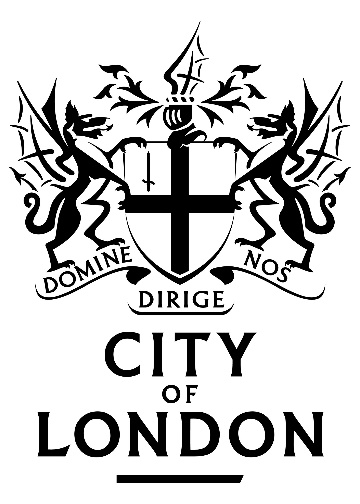 DOMINE DIRIGE NOS
CITY
OF
LONDON